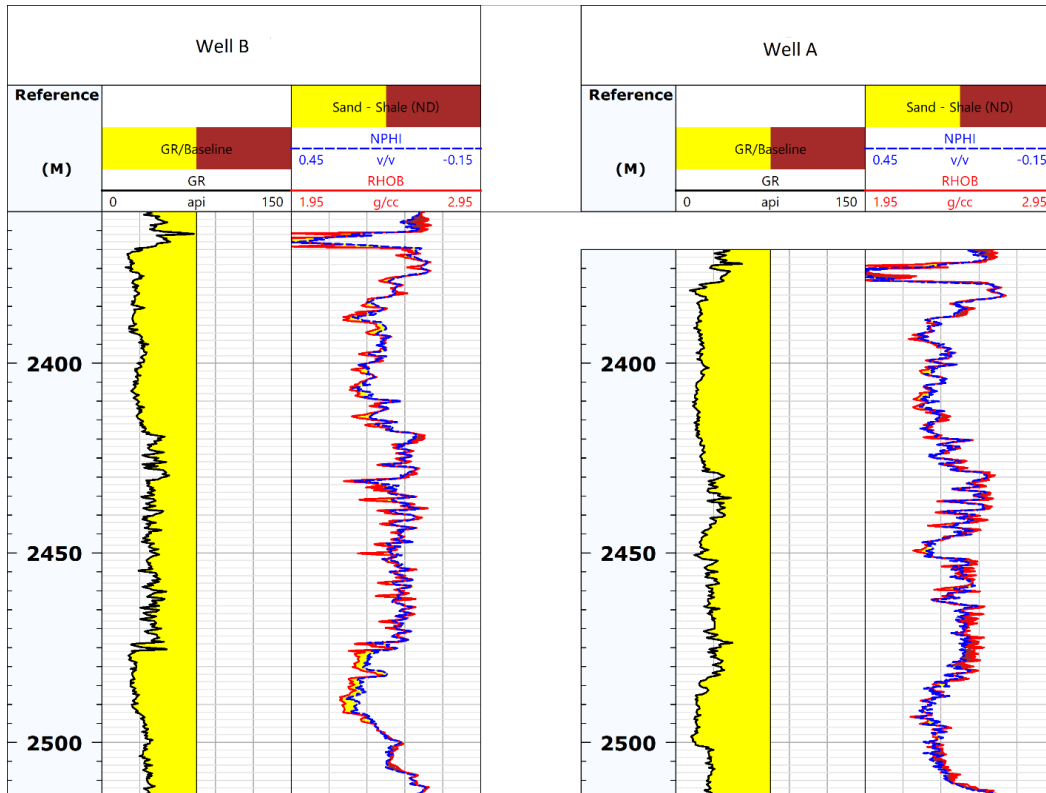 Well B
Well A
Reference
(M)
Sand - Shale (ND)
GR/Baseline
NPHI
0.45 v/v -0.15
GR
RHOB
0 api 150
1.95 g/cc 2.95
Reference
(M)
Sand - Shale (ND)
GR/Baseline
NPHI
0.45 v/v -0.15
GR
RHOB
0 api 150
1.95 g/cc 2.95
2400
2450
2500
2400
2450
2500